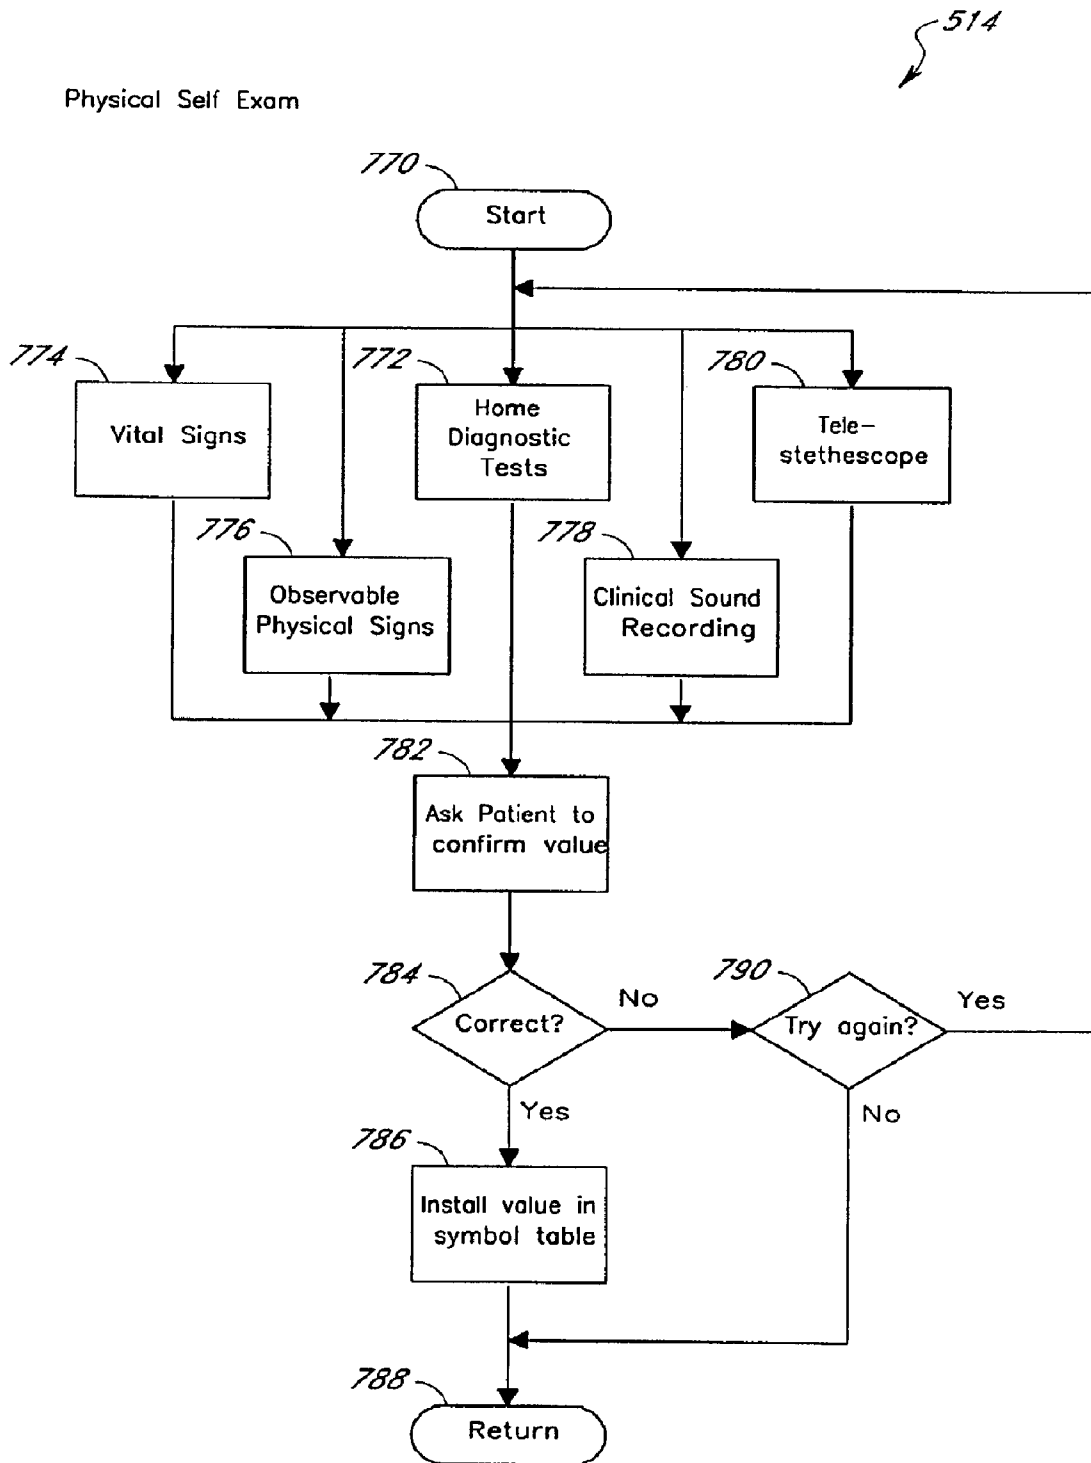 514
Physical Self Exam
770
Start
774
772
780
Vital Signs
Home
Diagnostic
Tests
Tele-
stethescope
776
778
Observable
Physical Signs
Clinical Sound
Recording
782
Ask Patient to
confirm value
784
790
Correct?
No
Try again?
Yes
Yes
No
786
Install value in
symbol table
788
Return